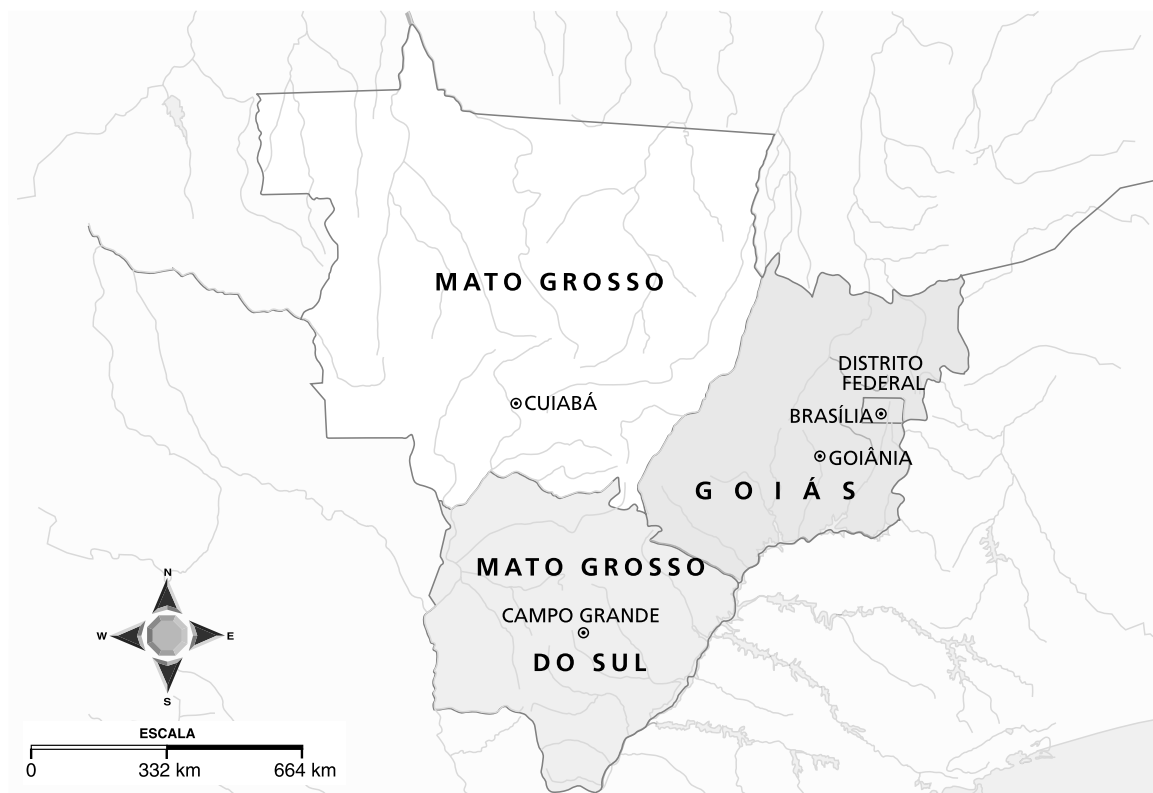 MATO GROSSO
DISTRITO
FEDERAL
CUIABÁ
BRASÍLIA
GOIÂNIA
GOIÁS
MATO GROSSO
CAMPO GRANDE
DO SUL
N
W
E
S
ESCALA
0
332 km
664 km